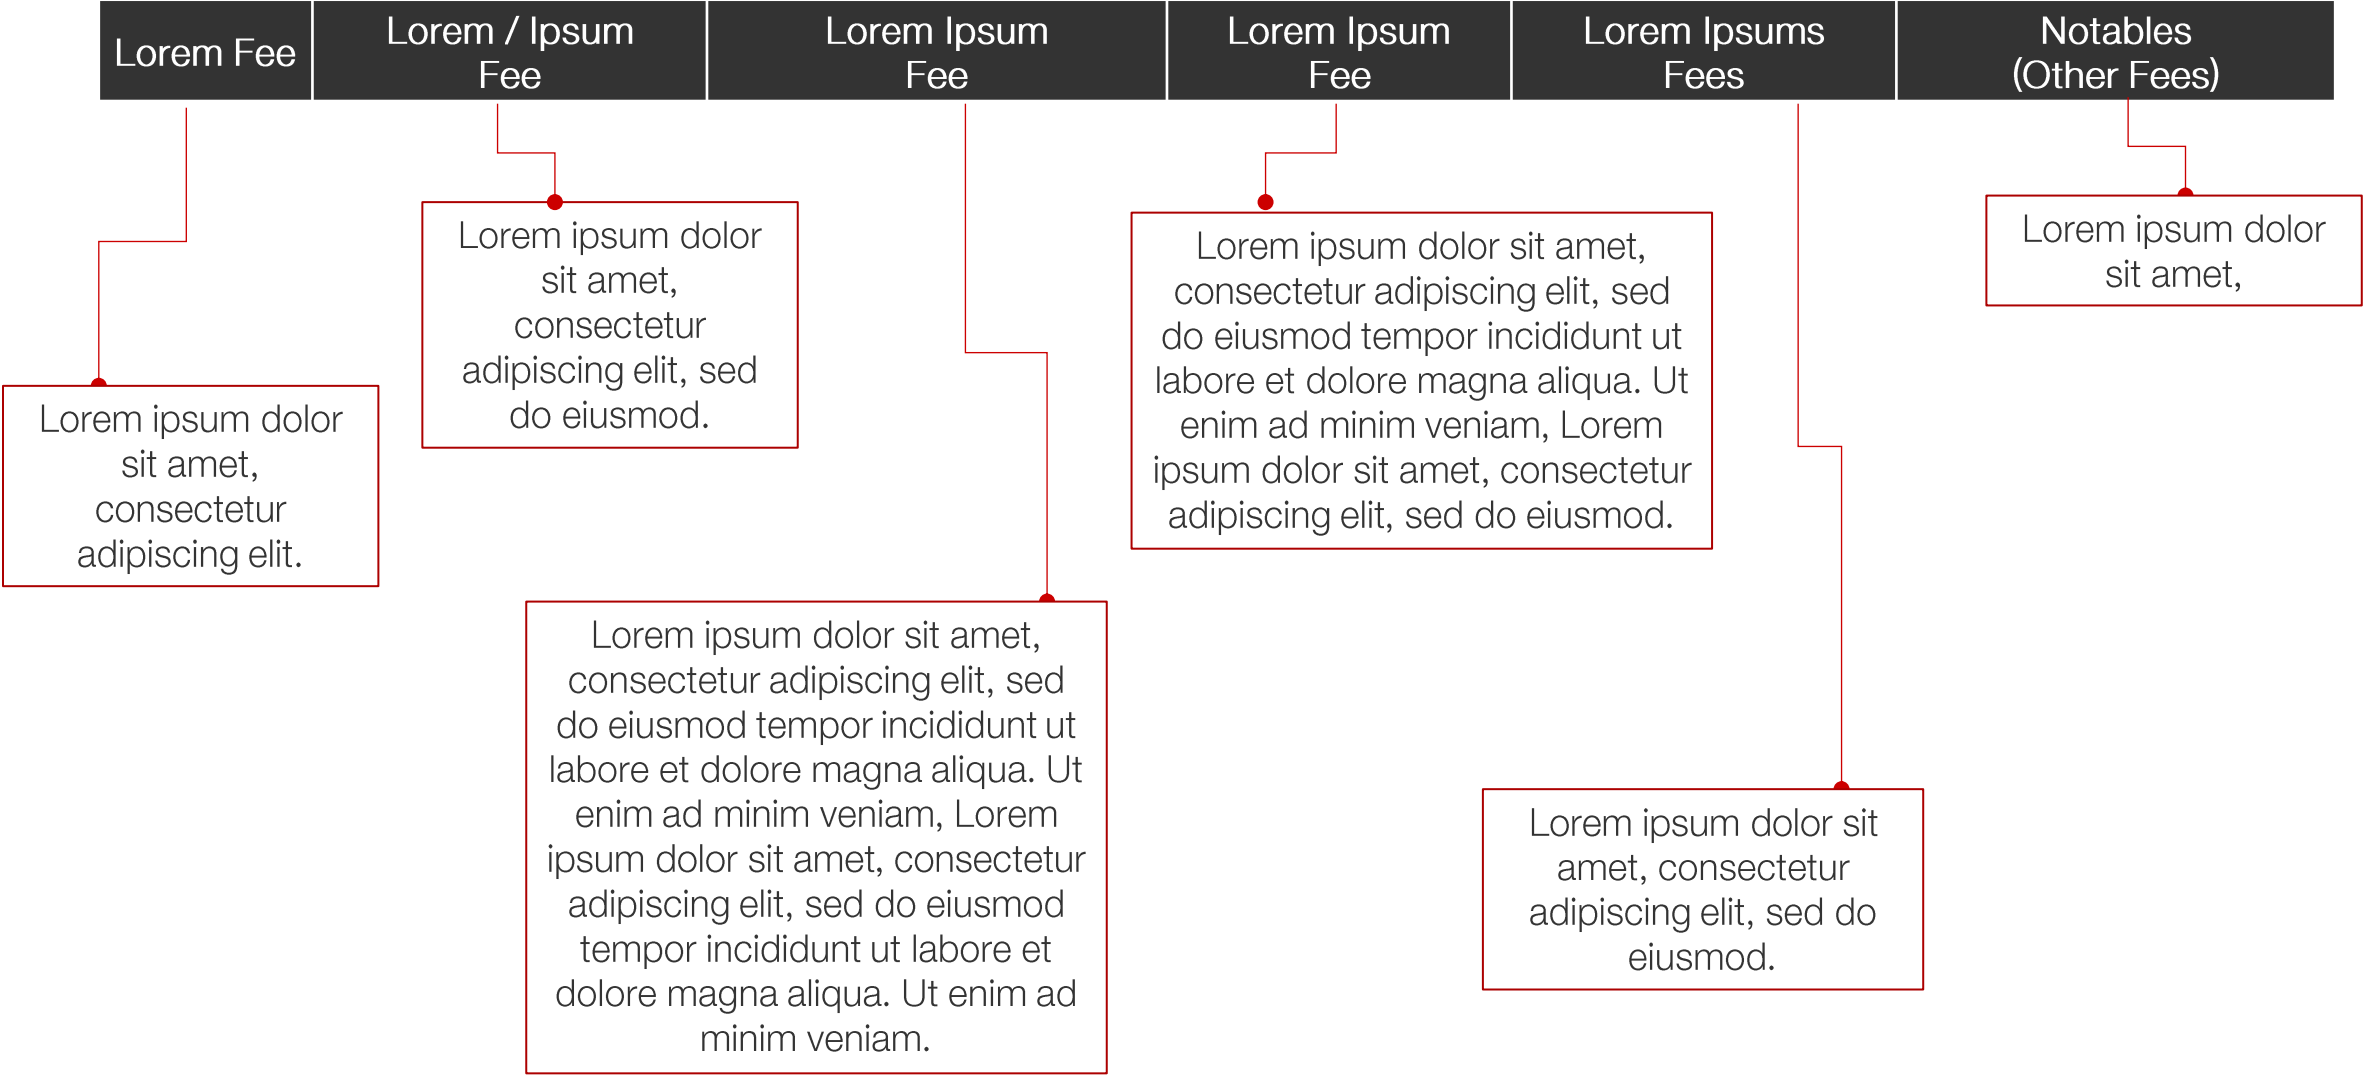 Lorem Fee
Lorem / Ipsum
Fee
Lorem Ipsum
Fee
Lorem Ipsum
Fee
Lorem Ipsums
Fees
Notables
(Other Fees)
Lorem ipsum dolor
sit amet,
consectetur
adipiscing elit.
Lorem ipsum dolor
sit amet,
consectetur
adipiscing elit, sed
do eiusmod.
Lorem ipsum dolor sit amet,
consectetur adipiscing elit, sed
do eiusmod tempor incididunt ut
labore et dolore magna aliqua. Ut
enim ad minim veniam, Lorem
ipsum dolor sit amet, consectetur
adipiscing elit, sed do eiusmod
tempor incididunt ut labore et
dolore magna aliqua. Ut enim ad
minim veniam.
Lorem ipsum dolor sit amet,
consectetur adipiscing elit, sed
do eiusmod tempor incididunt ut
labore et dolore magna aliqua. Ut
enim ad minim veniam, Lorem
ipsum dolor sit amet, consectetur
adipiscing elit, sed do eiusmod.
Lorem ipsum dolor sit
amet, consectetur
adipiscing elit, sed do
eiusmod.
Lorem ipsum dolor
sit amet,